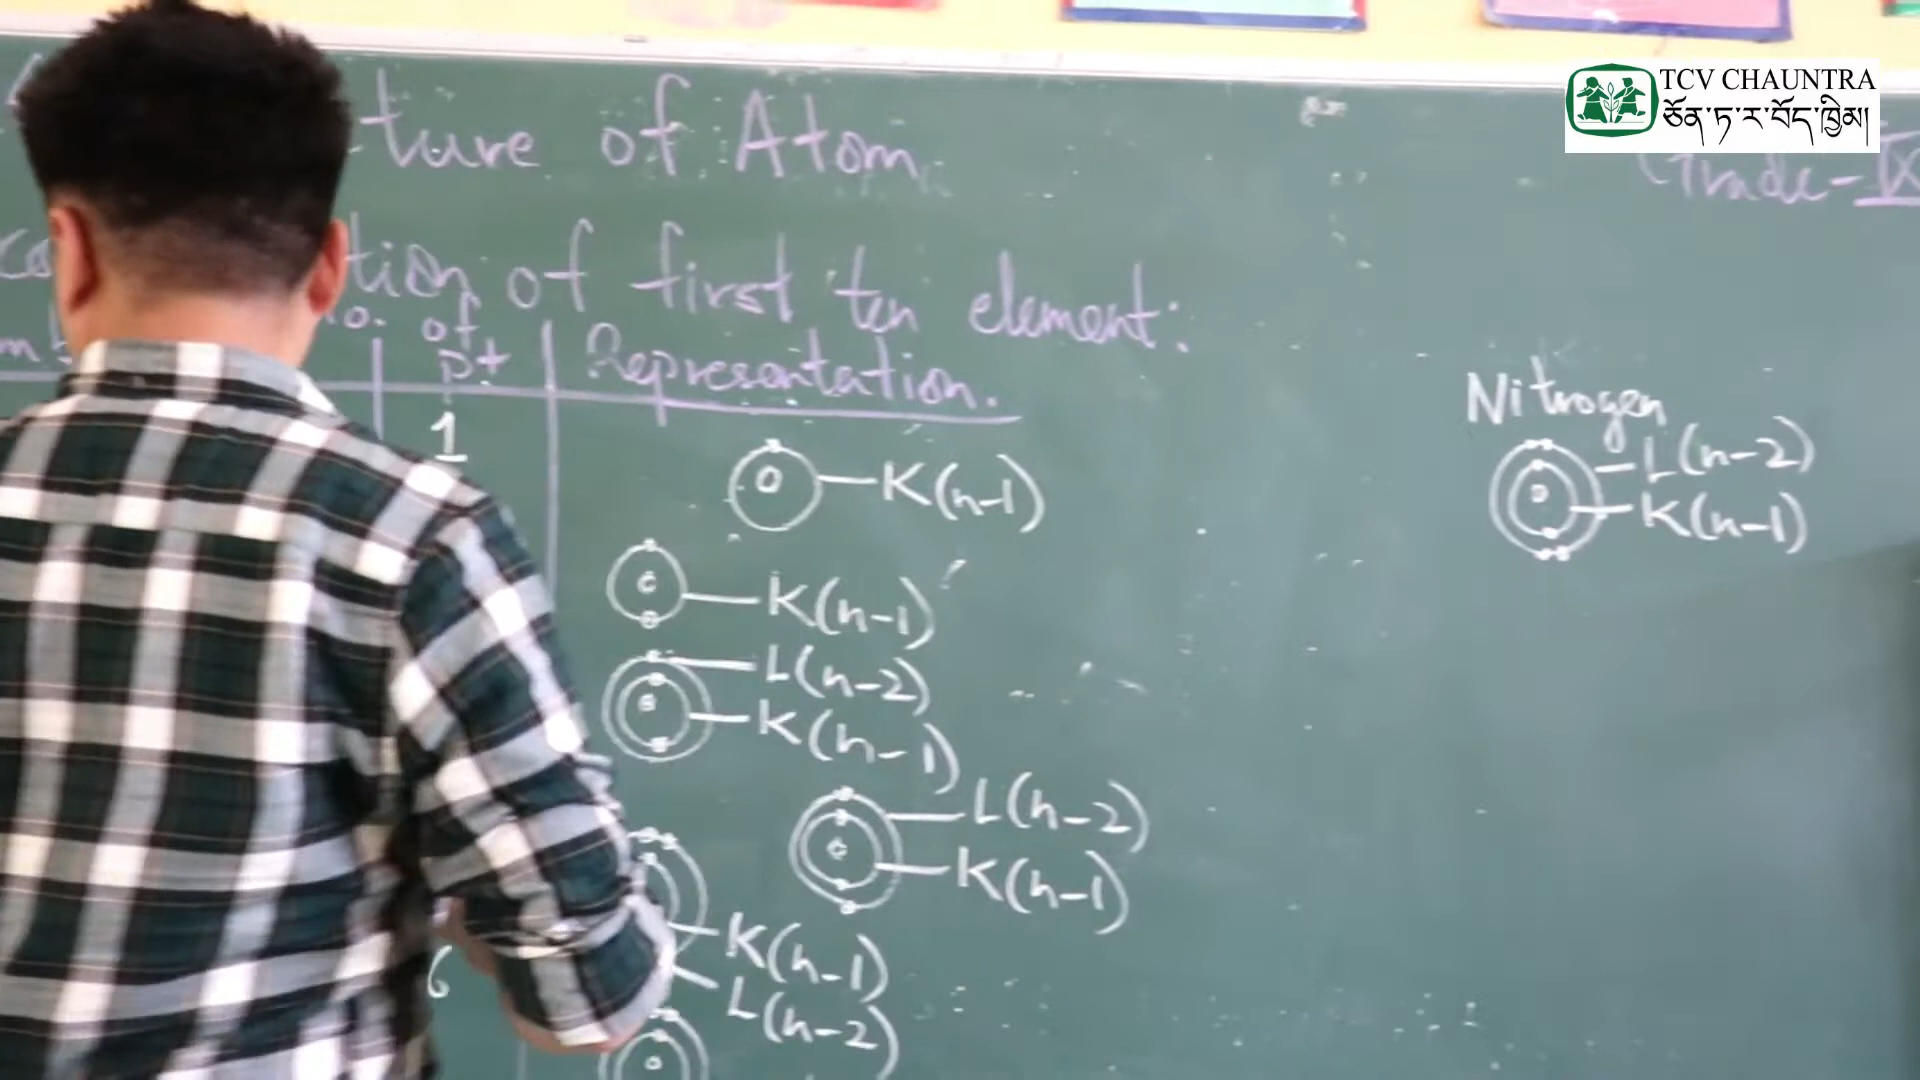 TCV CHAUNTRA
ཅོན་ཏ་ར་བོད་ཁྱིམ།
ture of Atom
Grade-IX
tion of first ten element:
No. of
p+
Representation.
1
K(n-1)
Nitrogen
L(n-2)
K(n-1)
K(n-1)
L(n-2)
K(n-1)
L(n-2)
K(n-1)
K(n-1)
6
L(n-2)